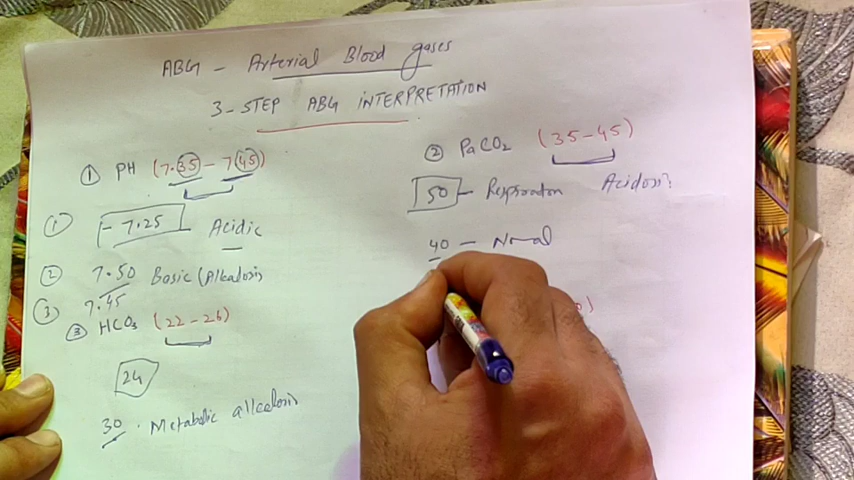 ABG - Arterial Blood gases
3-STEP ABG INTERPRETATION
① PH (7.35 - 7.45)
① - 7.25 Acidic
② 7.50 Basic (Alkalosis
③ 7.45
③ HCO3 (22 - 26)
24
30 . Metabolic alkalosis
② PaCO2 (35-45)
50 - Acidosis
40 -